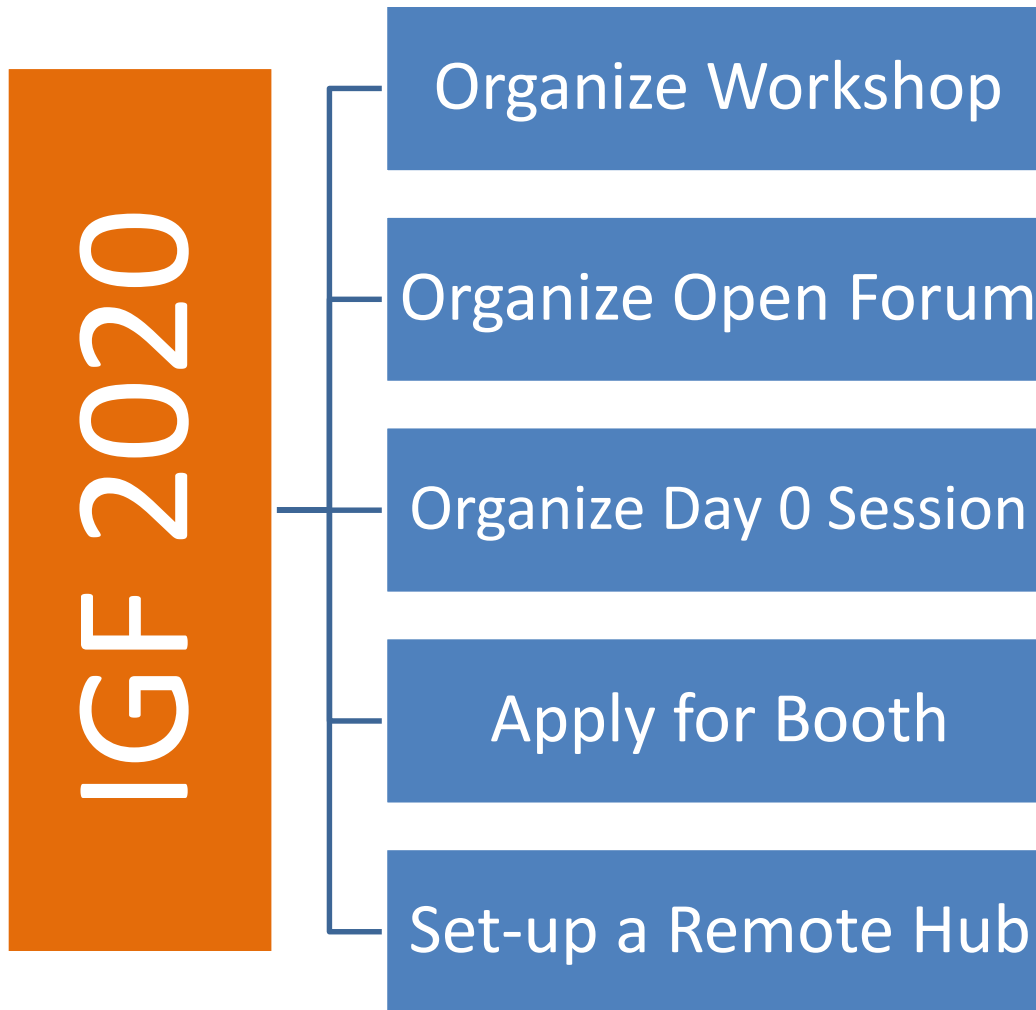 IGF 2020
Organize Workshop
Organize Open Forum
Organize Day 0 Session
Apply for Booth
Set-up a Remote Hub